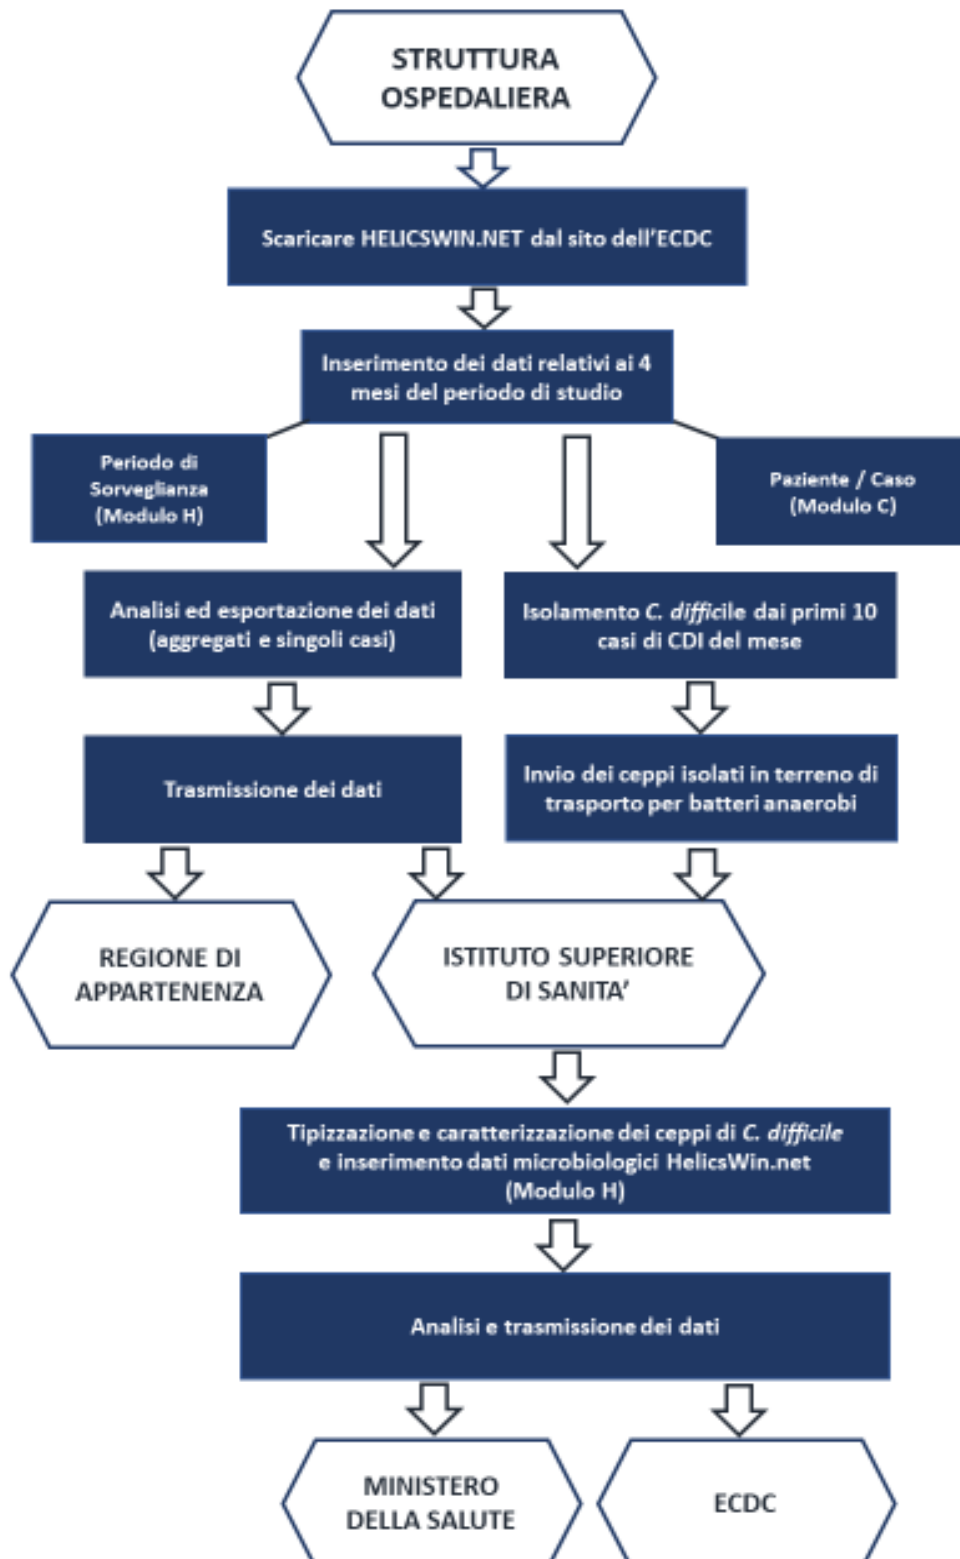 STRUTTURA
OSPEDALIERA
Scaricare HELICSWIN.NET dal sito dell'ECDC
Inserimento dei dati relativi ai 4
mesi del periodo di studio
Periodo di
Sorveglianza
(Modulo H)
Paziente / Caso
(Modulo C)
Analisi ed esportazione dei dati
(aggregati e singoli casi)
Isolamento C. difficile dai primi 10
casi di CDI del mese
Trasmissione dei dati
Invio dei ceppi isolati in terreno di
trasporto per batteri anaerobi
REGIONE DI
APPARTENENZA
ISTITUTO SUPERIORE
DI SANITA'
Tipizzazione e caratterizzazione dei ceppi di C. difficile
e inserimento dati microbiologici HelicsWin.net
(Modulo H)
Analisi e trasmissione dei dati
MINISTERO
DELLA SALUTE
ECDC